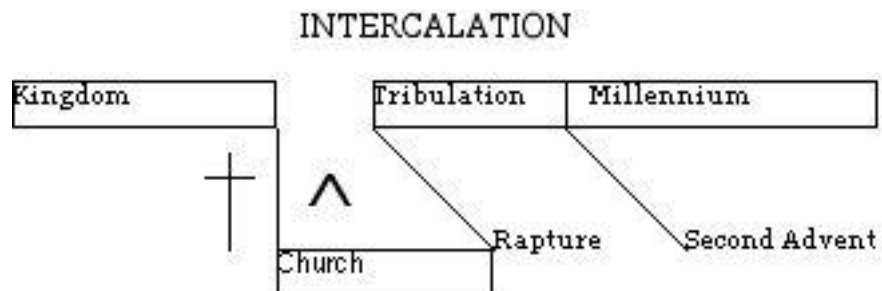 INTERCALATION
Kingdom Tribulation Millennium
Rapture Second Advent
Church